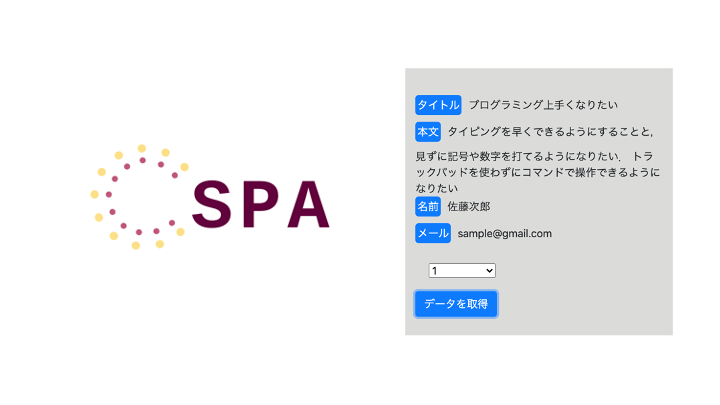 SPA
タイトル プログラミング上手くなりたい
本文 タイピングを早くできるようにすることと,
見ずに記号や数字を打てるようになりたい． トラ
ックパッドを使わずにコマンドで操作できるように
なりたい
名前 佐藤次郎
メール sample@gmail.com
1
データを取得